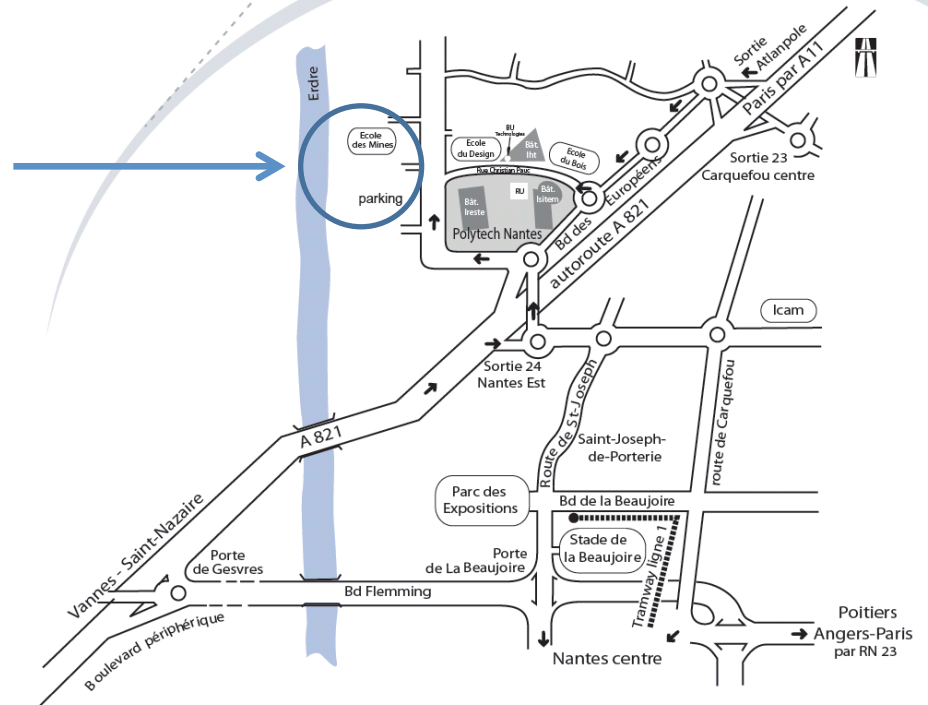 Erdre
Sortie
Atlanpole
Paris par A11
Ecole
des Mines
parking
Ecole
du Design
BU
Technologies
Bât.
Iht
Ecole
du Bois
Rue Christian Pauc
Bât.
Ireste
RU
Bât.
Isitem
Polytech Nantes
Bd des Européens
autoroute A 821
Sortie 23
Carquefou centre
Icam
Sortie 24
Nantes Est
Route de St-Joseph
route de Carquefou
Saint-Joseph-
de-Porterie
A 821
Vannes - Saint-Nazaire
Parc des
Expositions
Bd de la Beaujoire
Stade de
la Beaujoire
Tramway ligne 1
Porte
de Gesvres
Porte
de La Beaujoire
Bd Flemming
Boulevard périphérique
Nantes centre
Poitiers
Angers-Paris
par RN 23